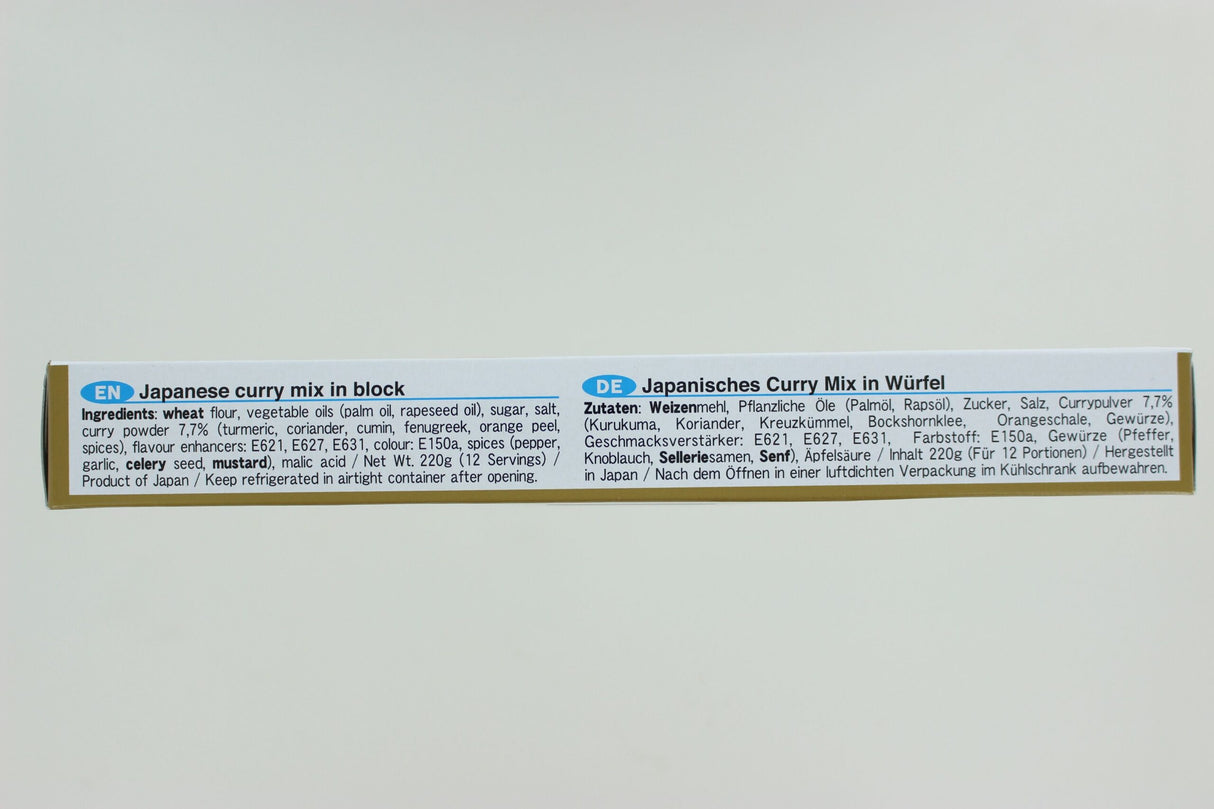 EN Japanese curry mix in block
Ingredients: wheat flour, vegetable oils (palm oil, rapeseed oil), sugar, salt,
curry powder 7,7% (turmeric, coriander, cumin, fenugreek, orange peel,
spices), flavour enhancers: E621, E627, E631, colour: E150a, spices (pepper,
garlic, celery seed, mustard), malic acid / Net Wt. 220g (12 Servings) /
Product of Japan / Keep refrigerated in airtight container after opening.
DE Japanisches Curry Mix in Würfel
Zutaten: Weizenmehl, Pflanzliche Öle (Palmöl, Rapsöl), Zucker, Salz, Currypulver 7,7%
(Kurukuma, Koriander, Kreuzkümmel, Bockshornklee, Orangeschale, Gewürze),
Geschmacksverstärker: E621, E627, E631, Farbstoff: E150a, Gewürze (Pfeffer,
Knoblauch, Selleriesamen, Senf), Äpfelsäure / Inhalt 220g (Für 12 Portionen) / Hergestellt
in Japan / Nach dem Öffnen in einer luftdichten Verpackung im Kühlschrank aufbewahren.